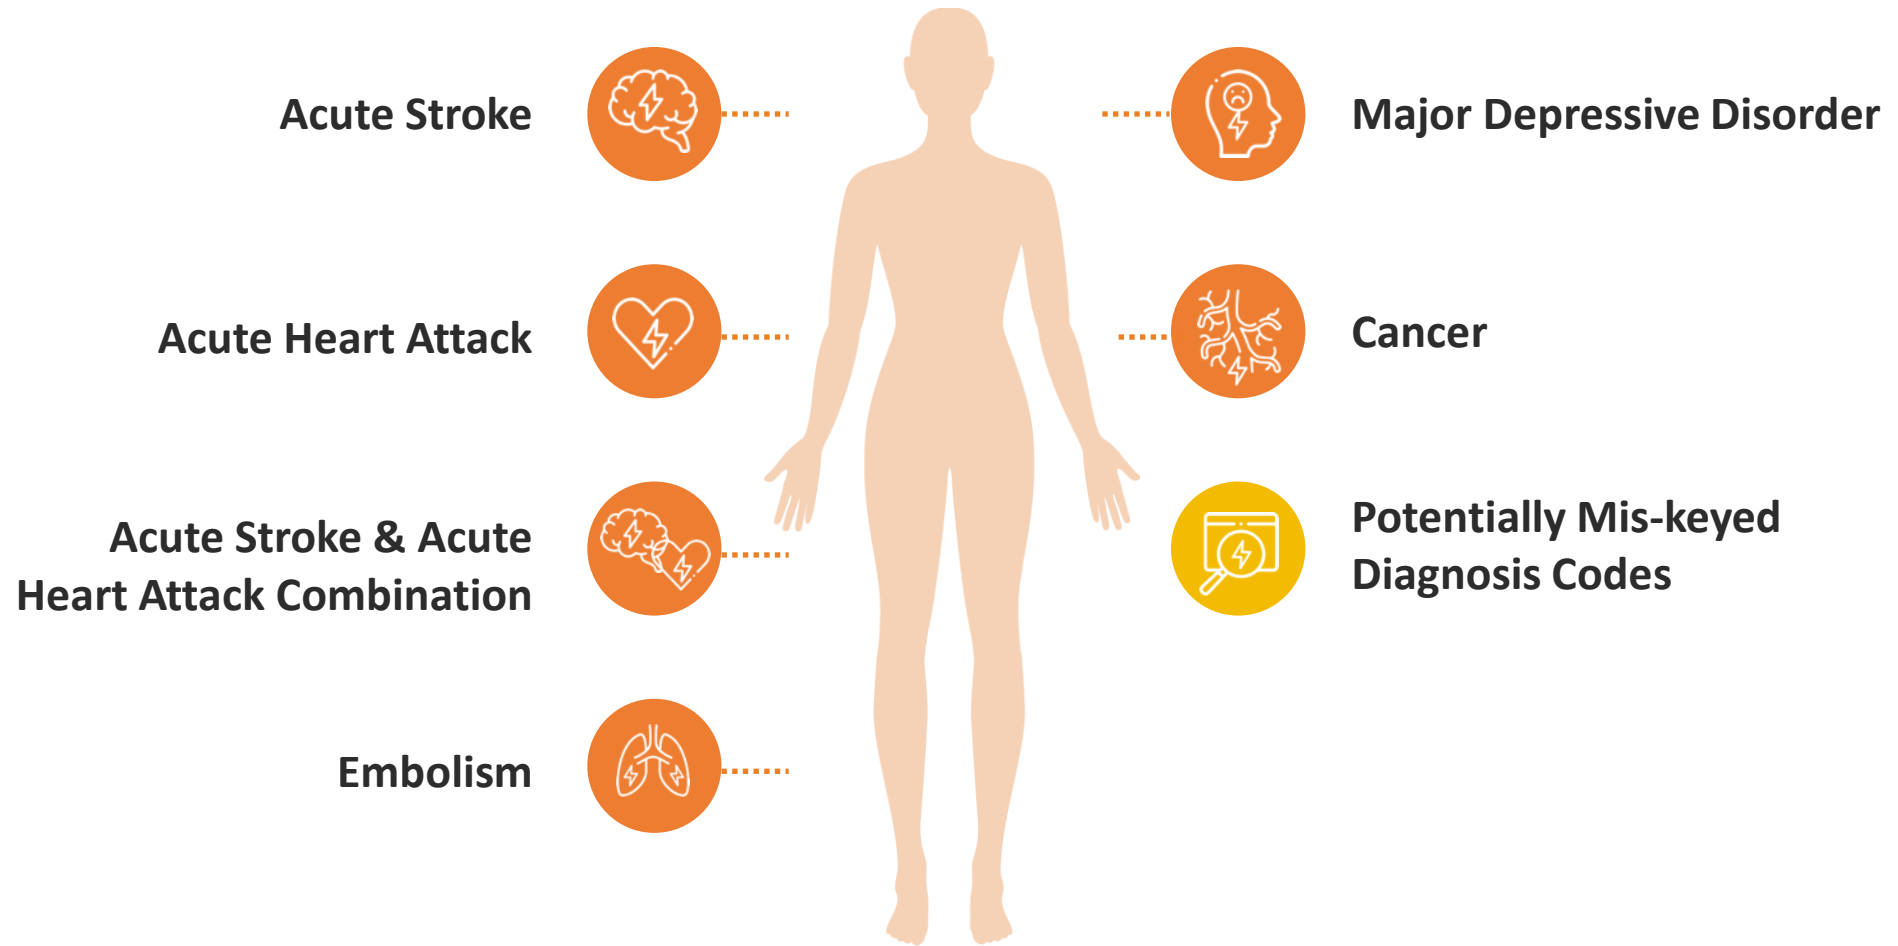 Acute Stroke
Acute Heart Attack
Acute Stroke & Acute
Heart Attack Combination
Embolism
Major Depressive Disorder
Cancer
Potentially Mis-keyed
Diagnosis Codes